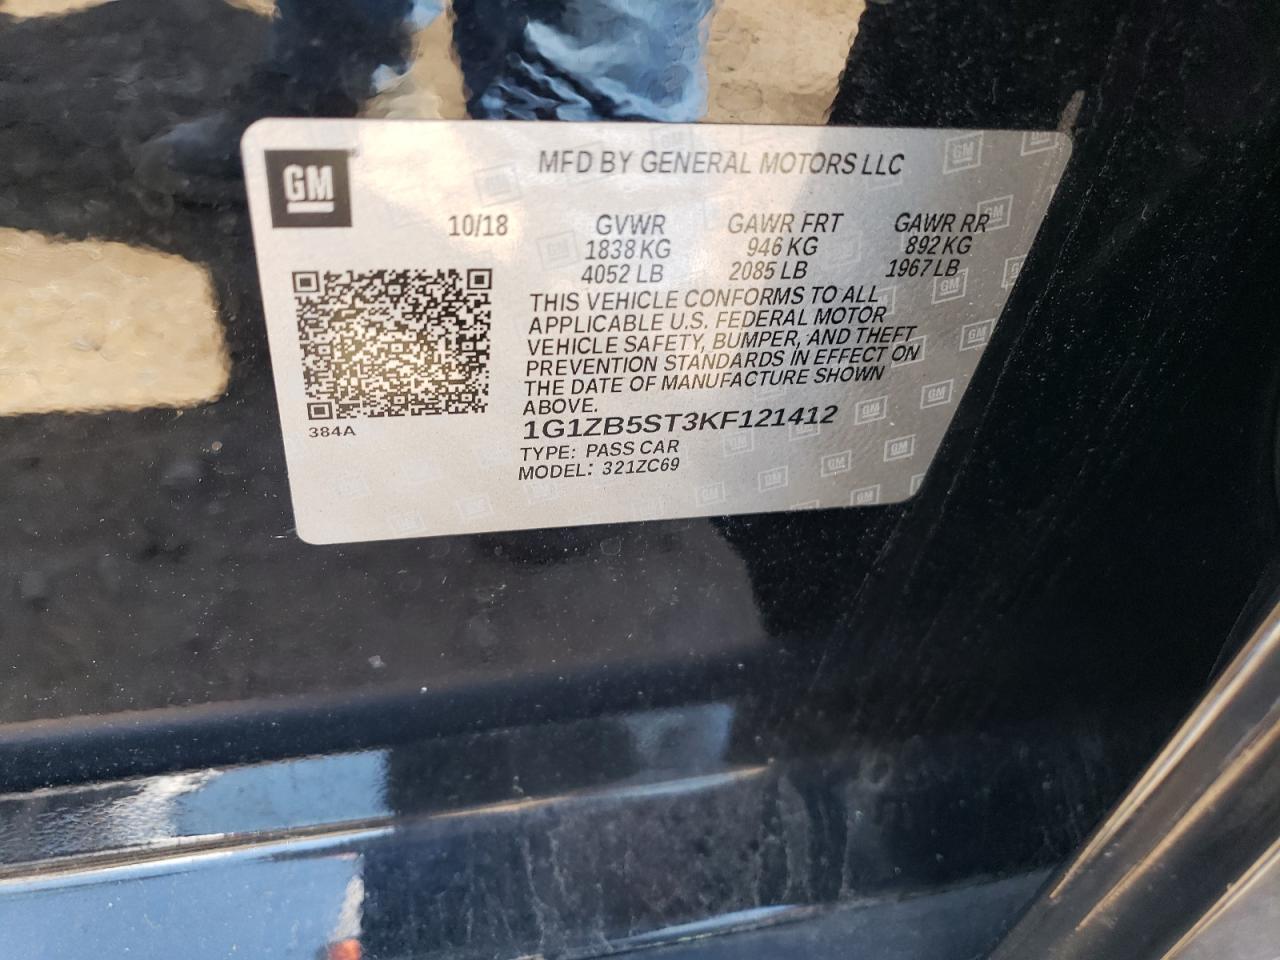 GM
MFD BY GENERAL MOTORS LLC
10/18 GVWR GAWR FRT GAWR RR
1838 KG 946 KG 892 KG
4052 LB 2085 LB 1967 LB
THIS VEHICLE CONFORMS TO ALL
APPLICABLE U.S. FEDERAL MOTOR
VEHICLE SAFETY, BUMPER, AND THEFT
PREVENTION STANDARDS IN EFFECT ON
THE DATE OF MANUFACTURE SHOWN
ABOVE.
384A
1G1ZB5ST3KF121412
TYPE: PASS CAR
MODEL: 321ZC69